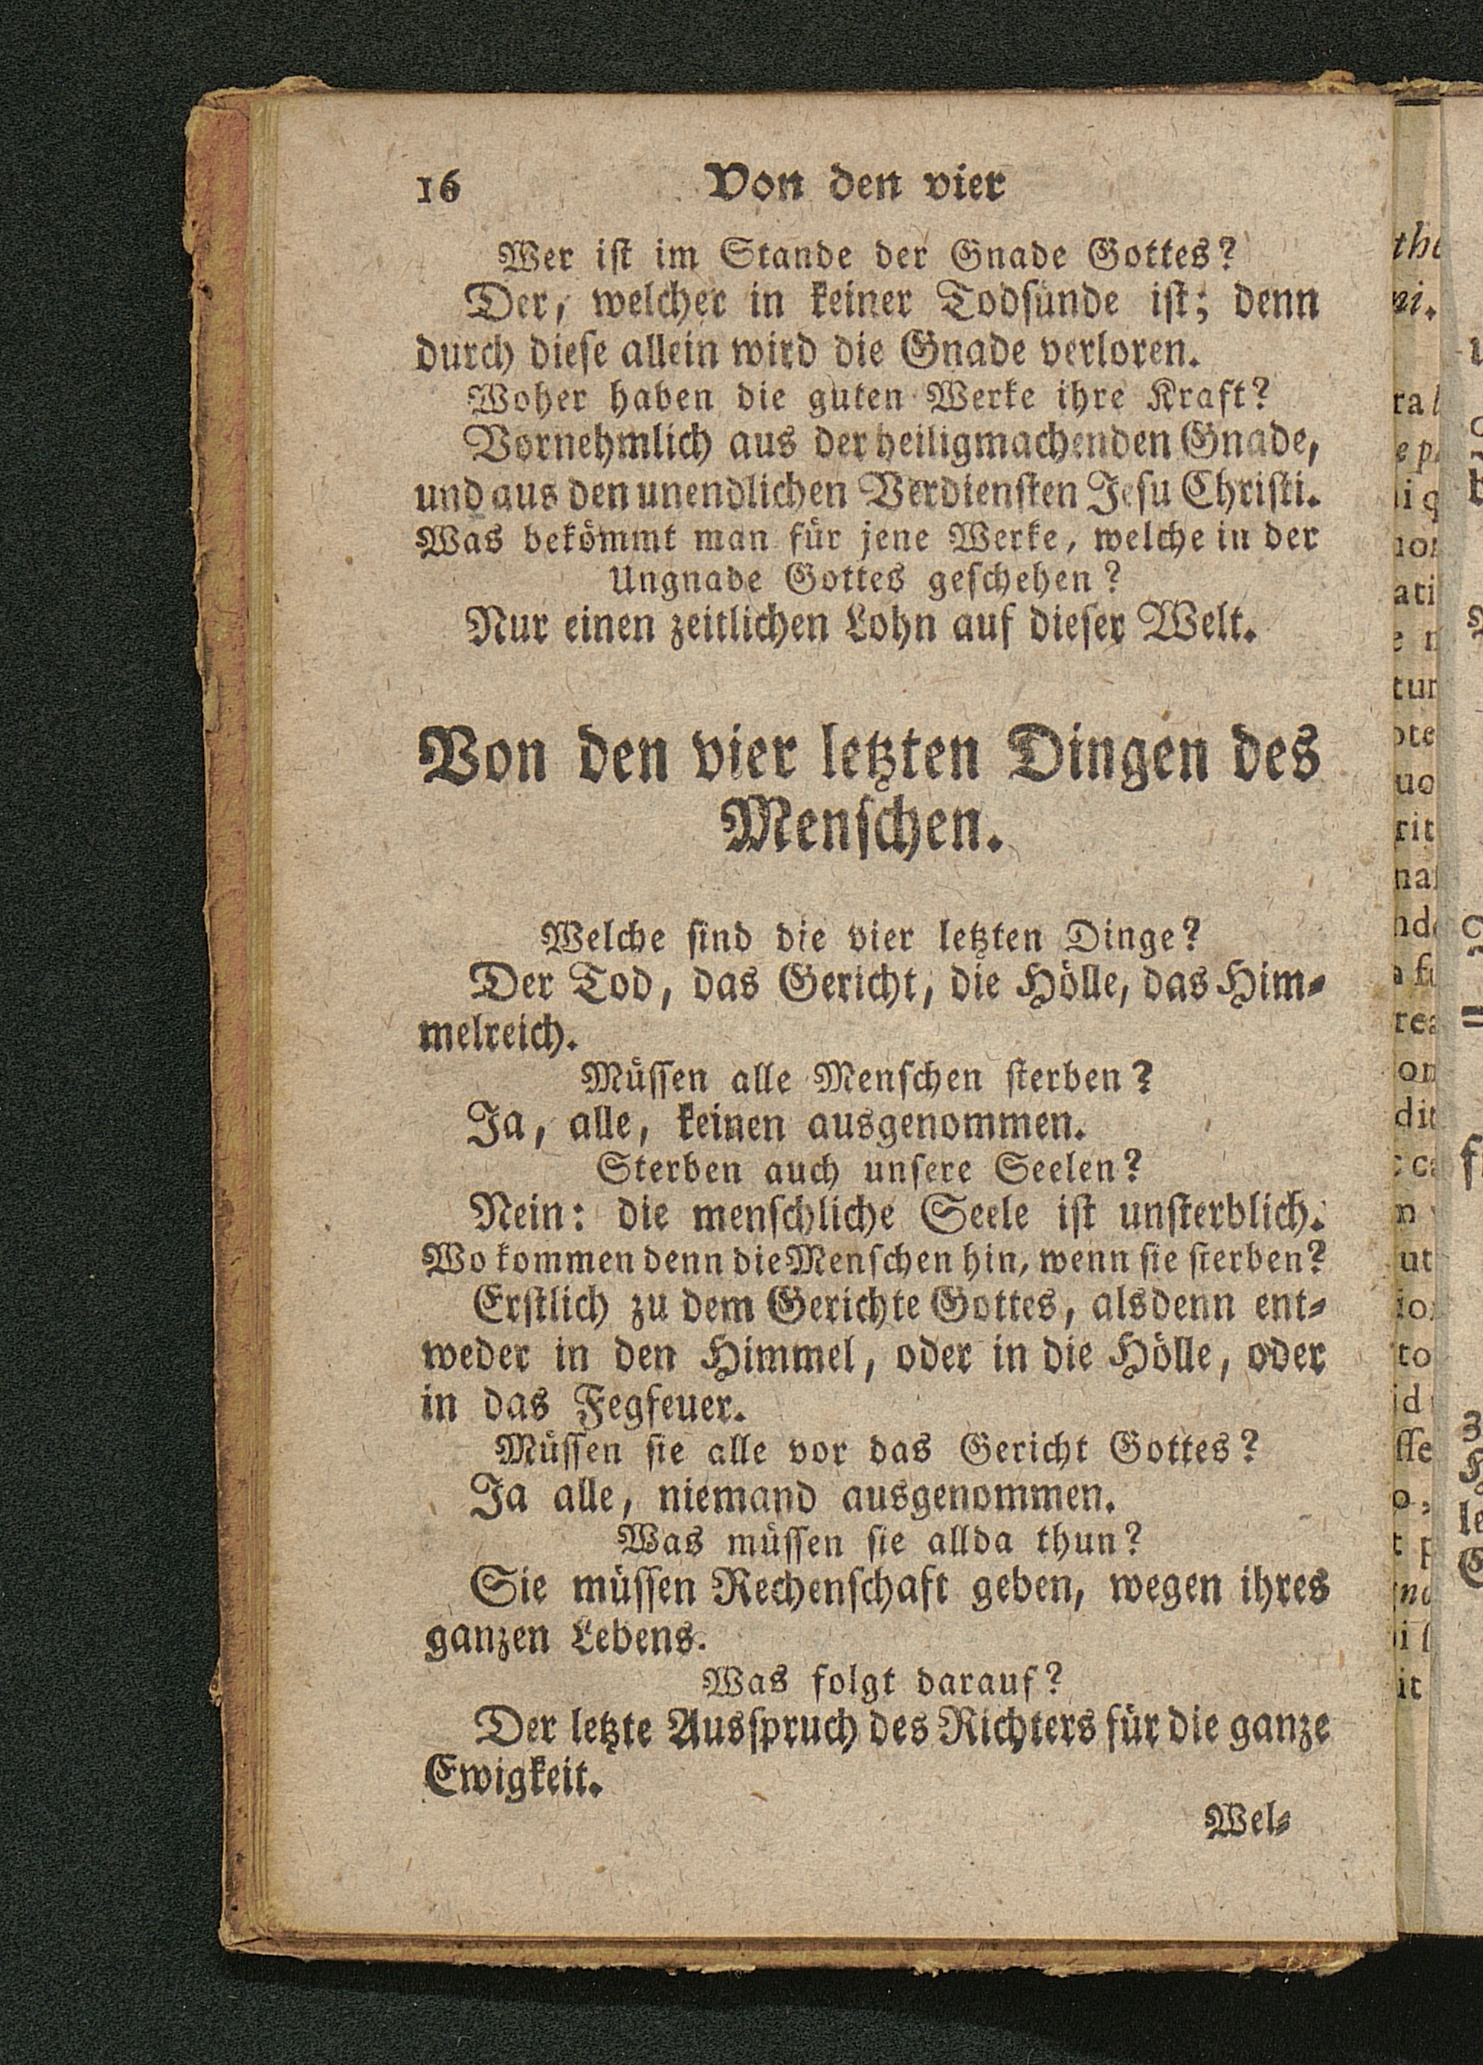 16 Von den vier
Wer ist im Stande der Gnade Gottes?
Der, welcher in keiner Todsünde ist; denn
durch diese allein wird die Gnade verloren.
Woher haben die guten Werke ihre Kraft?
Vornehmlich aus der heiligmachenden Gnade,
und aus den unendlichen Verdiensten Jesu Christi.
Was bekömmt man für jene Werke, welche in der
Ungnade Gottes geschehen?
Nur einen zeitlichen Lohn auf dieser Welt.
Von den vier letzten Dingen des
Menschen.
Welche sind die vier letzten Dinge?
Der Tod, das Gericht, die Hölle, das Him-
melreich.
Müssen alle Menschen sterben?
Ja, alle, keinen ausgenommen.
Sterben auch unsere Seelen?
Nein: die menschliche Seele ist unsterblich.
Wo kommen denn die Menschen hin, wenn sie sterben?
Erstlich zu dem Gerichte Gottes, alsdenn ent-
weder in den Himmel, oder in die Hölle, oder
in das Fegfeuer.
Müssen sie alle vor das Gericht Gottes?
Ja alle, niemand ausgenommen.
Was müssen sie allda thun?
Sie müssen Rechenschaft geben, wegen ihres
ganzen Lebens.
Was folgt darauf?
Der letzte Ausspruch des Richters für die ganze
Ewigkeit.
Wel-